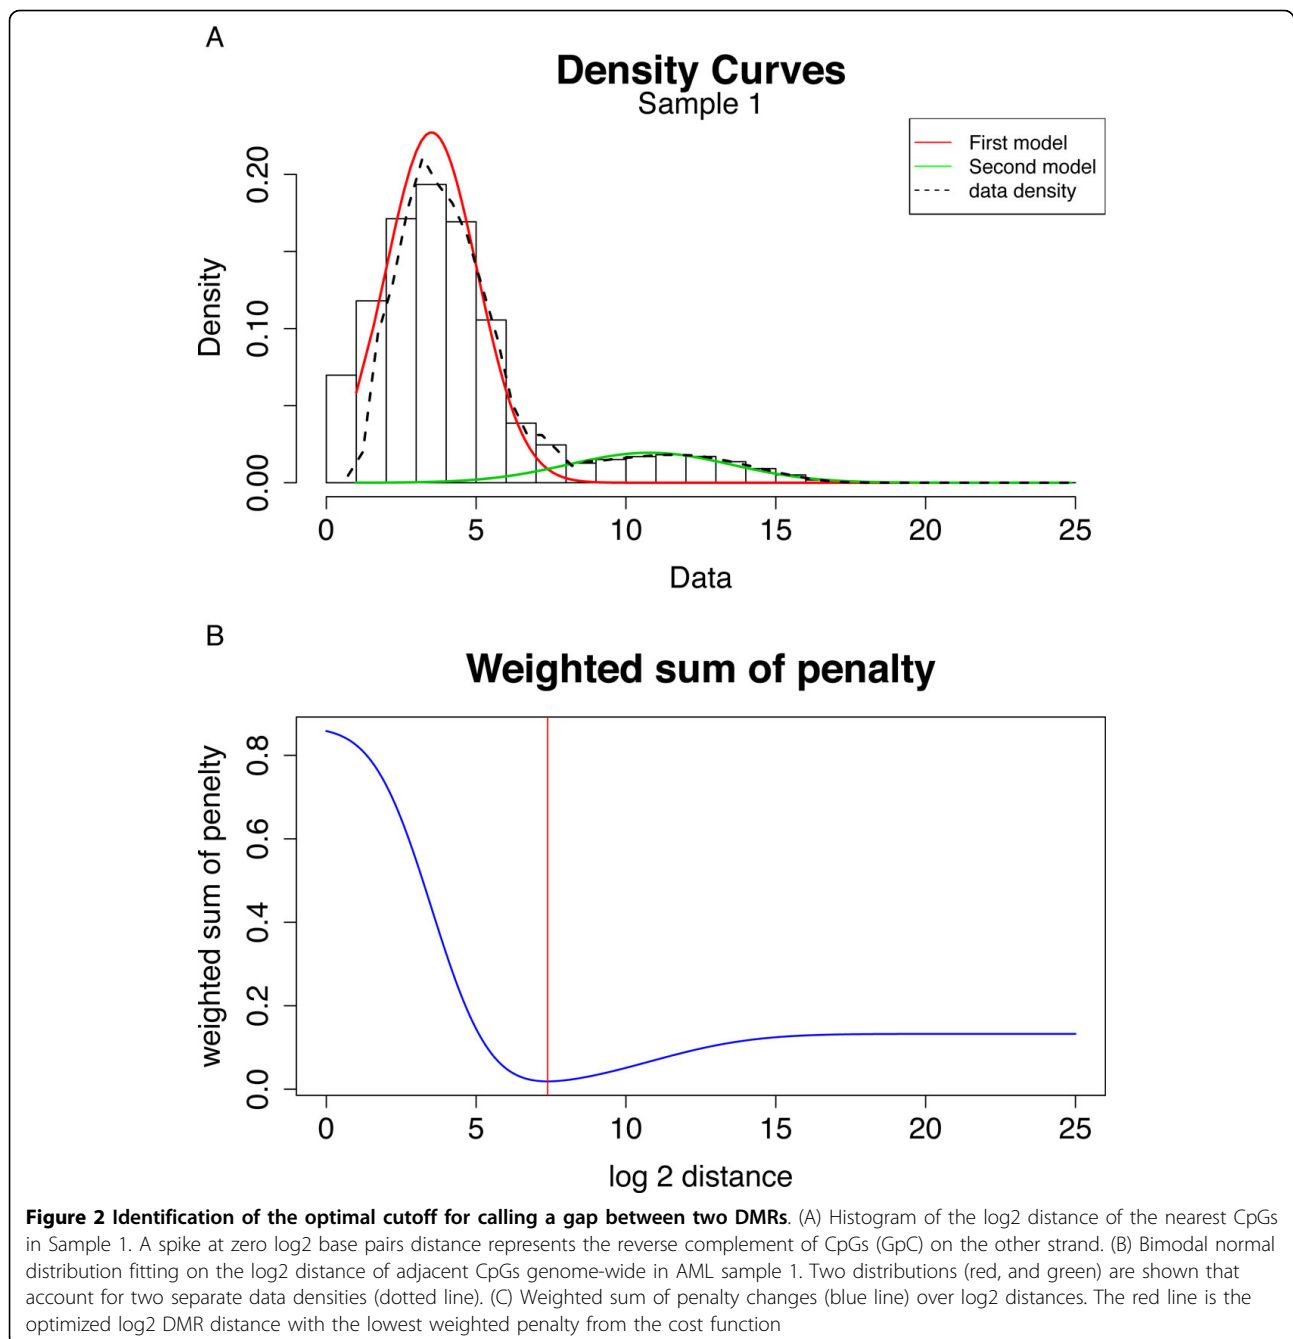 A
Density Curves
Sample 1
First model
Second model
data density
Density
0.00
0.10
0.20
0
5
10
15
20
25
Data
B
Weighted sum of penalty
weighted sum of penelty
0.0
0.2
0.4
0.6
0.8
0
5
10
15
20
25
log 2 distance
Figure 2 Identification of the optimal cutoff for calling a gap between two DMRs. (A) Histogram of the log2 distance of the nearest CpGs
in Sample 1. A spike at zero log2 base pairs distance represents the reverse complement of CpGs (GpC) on the other strand. (B) Bimodal normal
distribution fitting on the log2 distance of adjacent CpGs genome-wide in AML sample 1. Two distributions (red, and green) are shown that
account for two separate data densities (dotted line). (C) Weighted sum of penalty changes (blue line) over log2 distances. The red line is the
optimized log2 DMR distance with the lowest weighted penalty from the cost function